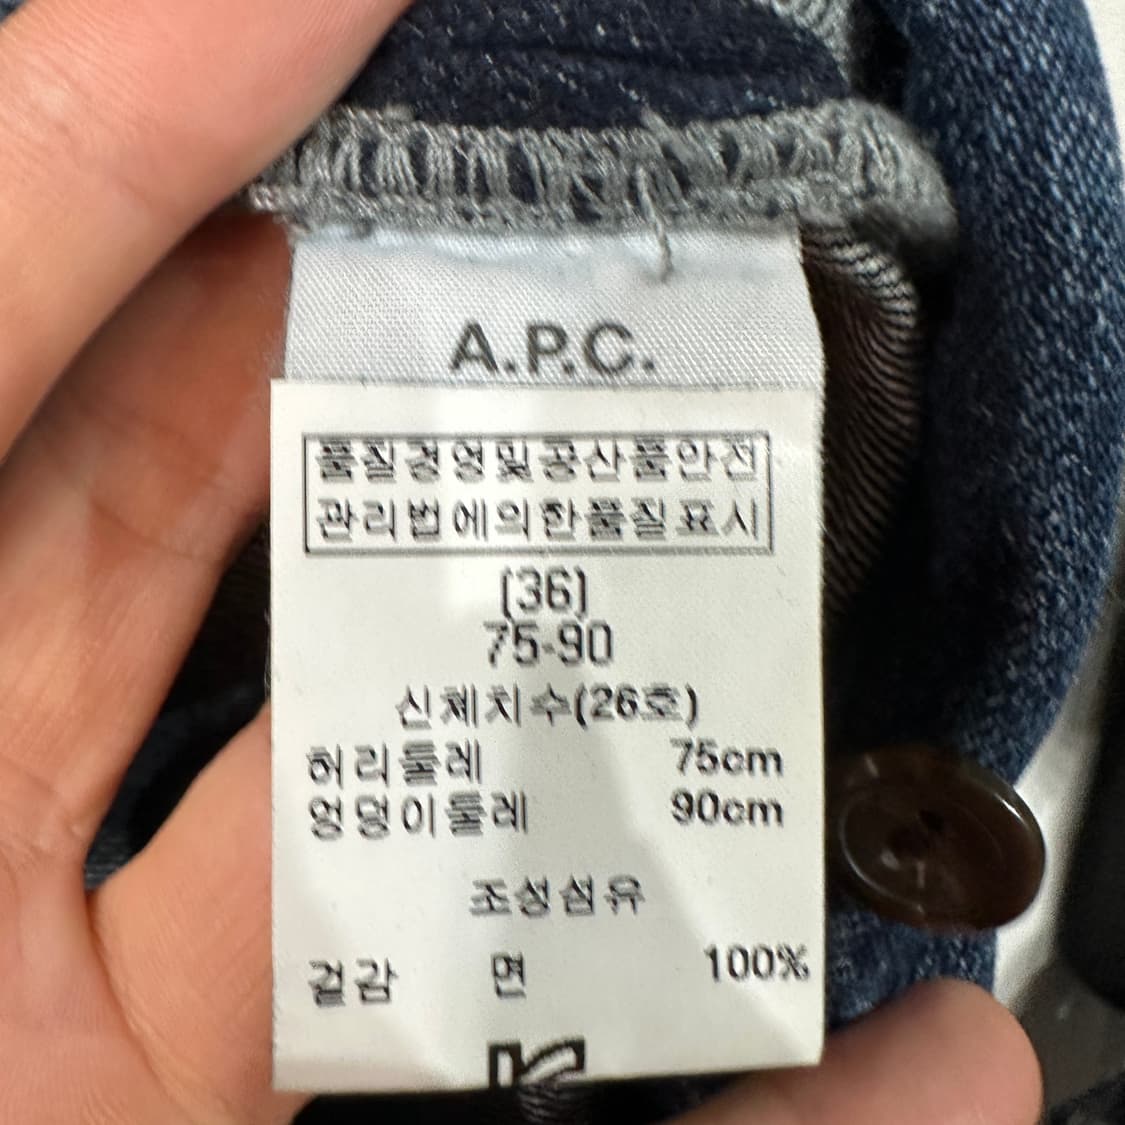 A.P.C.
품질경영및공산품안전
관리법에의한품질표시
(36)
75-90
신체치수(26호)
허리둘레 75cm
엉덩이둘레 90cm
조성섬유
겉감 면 100%